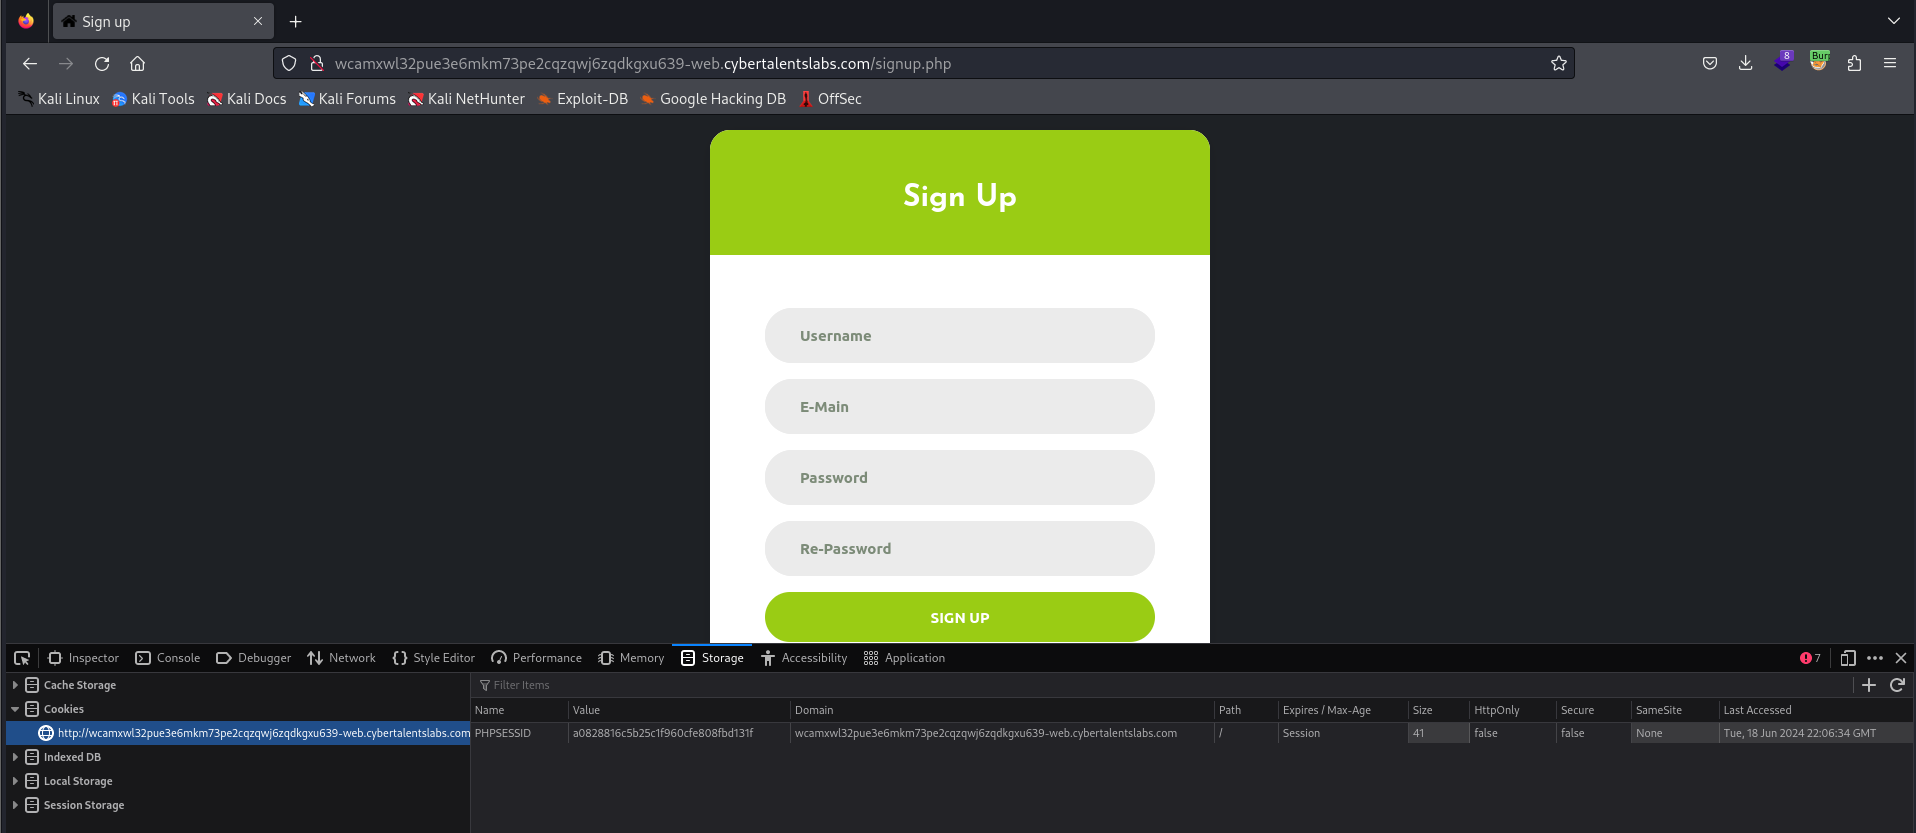 Sign up
wcamxwl32pue3e6mkm73pe2cqzqwj6zqdkgxu639-web.cybertalentslabs.com/signup.php
8
Burr
Kali Linux Kali Tools Kali Docs Kali Forums Kali NetHunter Exploit-DB Google Hacking DB OffSec
Sign Up
Username
E-Main
Password
Re-Password
SIGN UP
Inspector Console Debugger Network Style Editor Performance Memory Storage Accessibility Application 7
Cache Storage
Cookies
http://wcamxwl32pue3e6mkm73pe2cqzqwj6zqdkgxu639-web.cybertalentslabs.com
Indexed DB
Local Storage
Session Storage
Filter Items
Name Value Domain Path Expires / Max-Age Size HttpOnly Secure SameSite Last Accessed
PHPSESSID a0828816c5b25c1f960cfe808fbd131f wcamxwl32pue3e6mkm73pe2cqzqwj6zqdkgxu639-web.cybertalentslabs.com / Session 41 false false None Tue, 18 Jun 2024 22:06:34 GMT